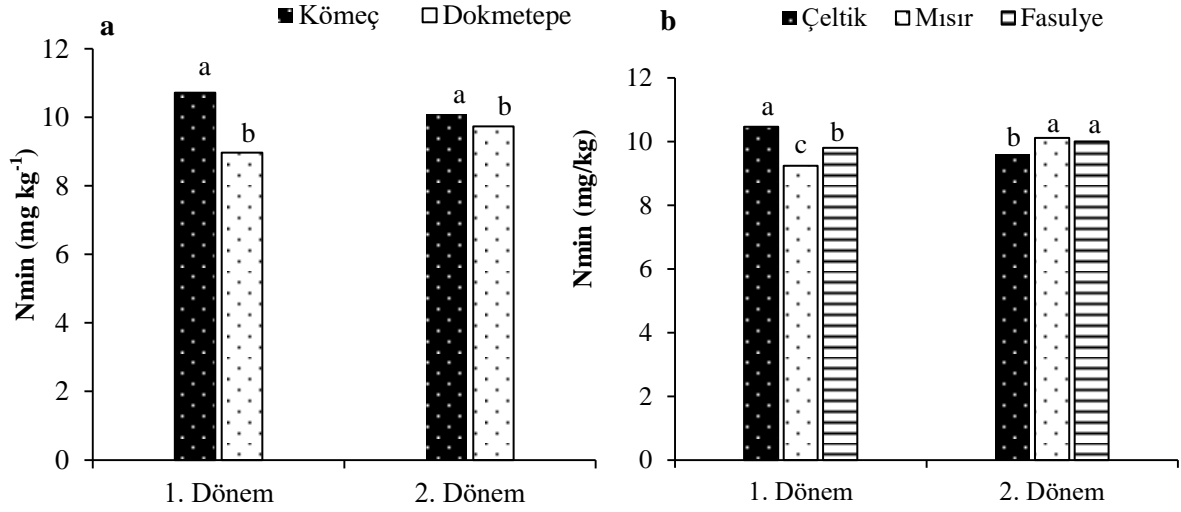 a
Kömeç Dokmetepe
Nmin (mg kg-1)
12
10
8
6
4
2
0
a
b
a
b
1. Dönem 2. Dönem
b
Çeltik Mısır Fasulye
Nmin (mg/kg)
12
10
8
6
4
2
0
a
c
b
b
a
a
1. Dönem 2. Dönem